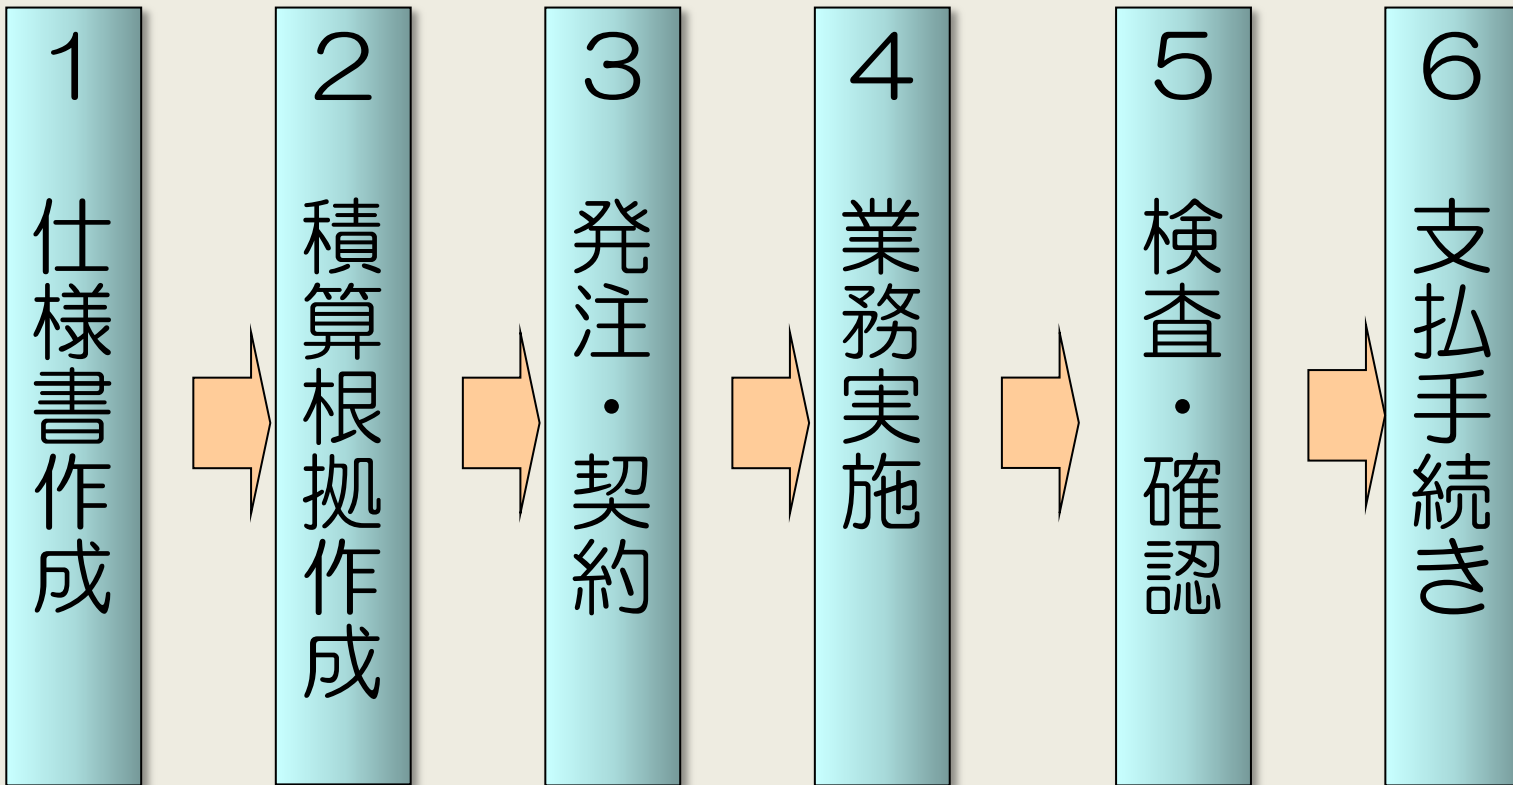 1 仕様書作成
2 積算根拠作成
3 発注・契約
4 業務実施
5 検査・確認
6 支払手続き